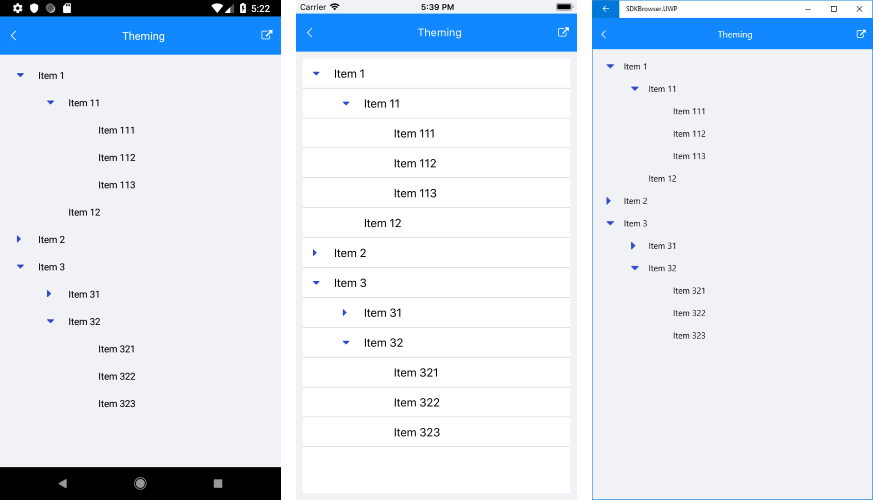 5:22
Theming
Item 1
Item 11
Item 111
Item 112
Item 113
Item 12
Item 2
Item 3
Item 31
Item 32
Item 321
Item 322
Item 323
Carrier 5:39 PM
Theming
Item 1
Item 11
Item 111
Item 112
Item 113
Item 12
Item 2
Item 3
Item 31
Item 32
Item 321
Item 322
Item 323
SDKBrowser.UWP
Theming
Item 1
Item 11
Item 111
Item 112
Item 113
Item 12
Item 2
Item 3
Item 31
Item 32
Item 321
Item 322
Item 323